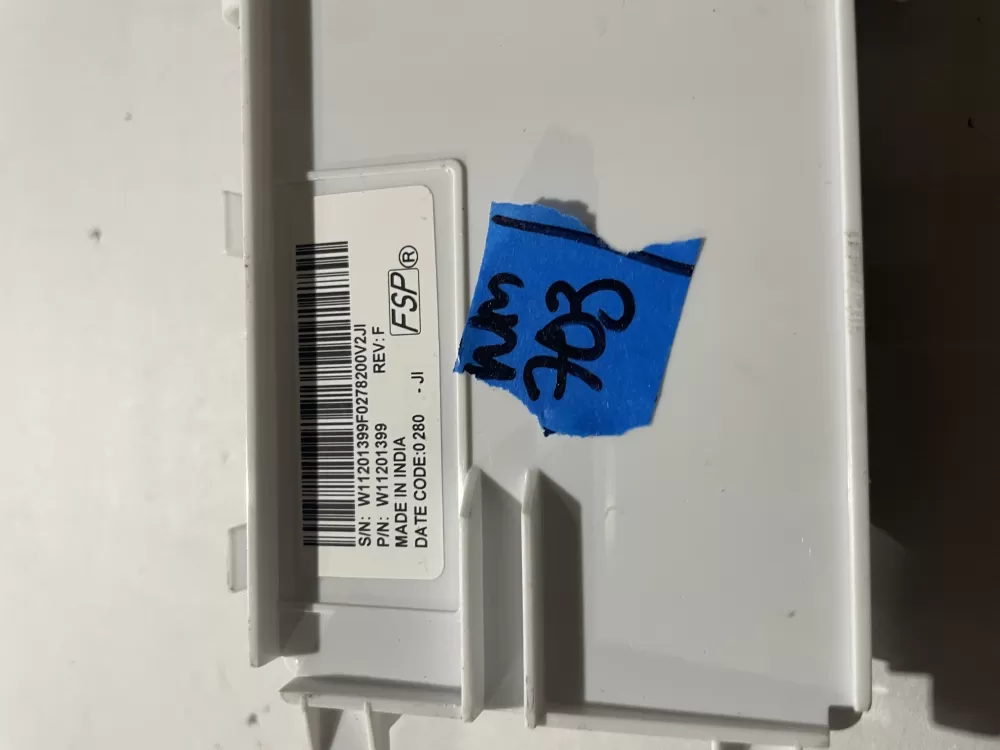 S/N: W11201399F0278200V2JI
P/N: W11201399 REV: F
MADE IN INDIA
DATE CODE:0280 - JI
FSP®
WM
703